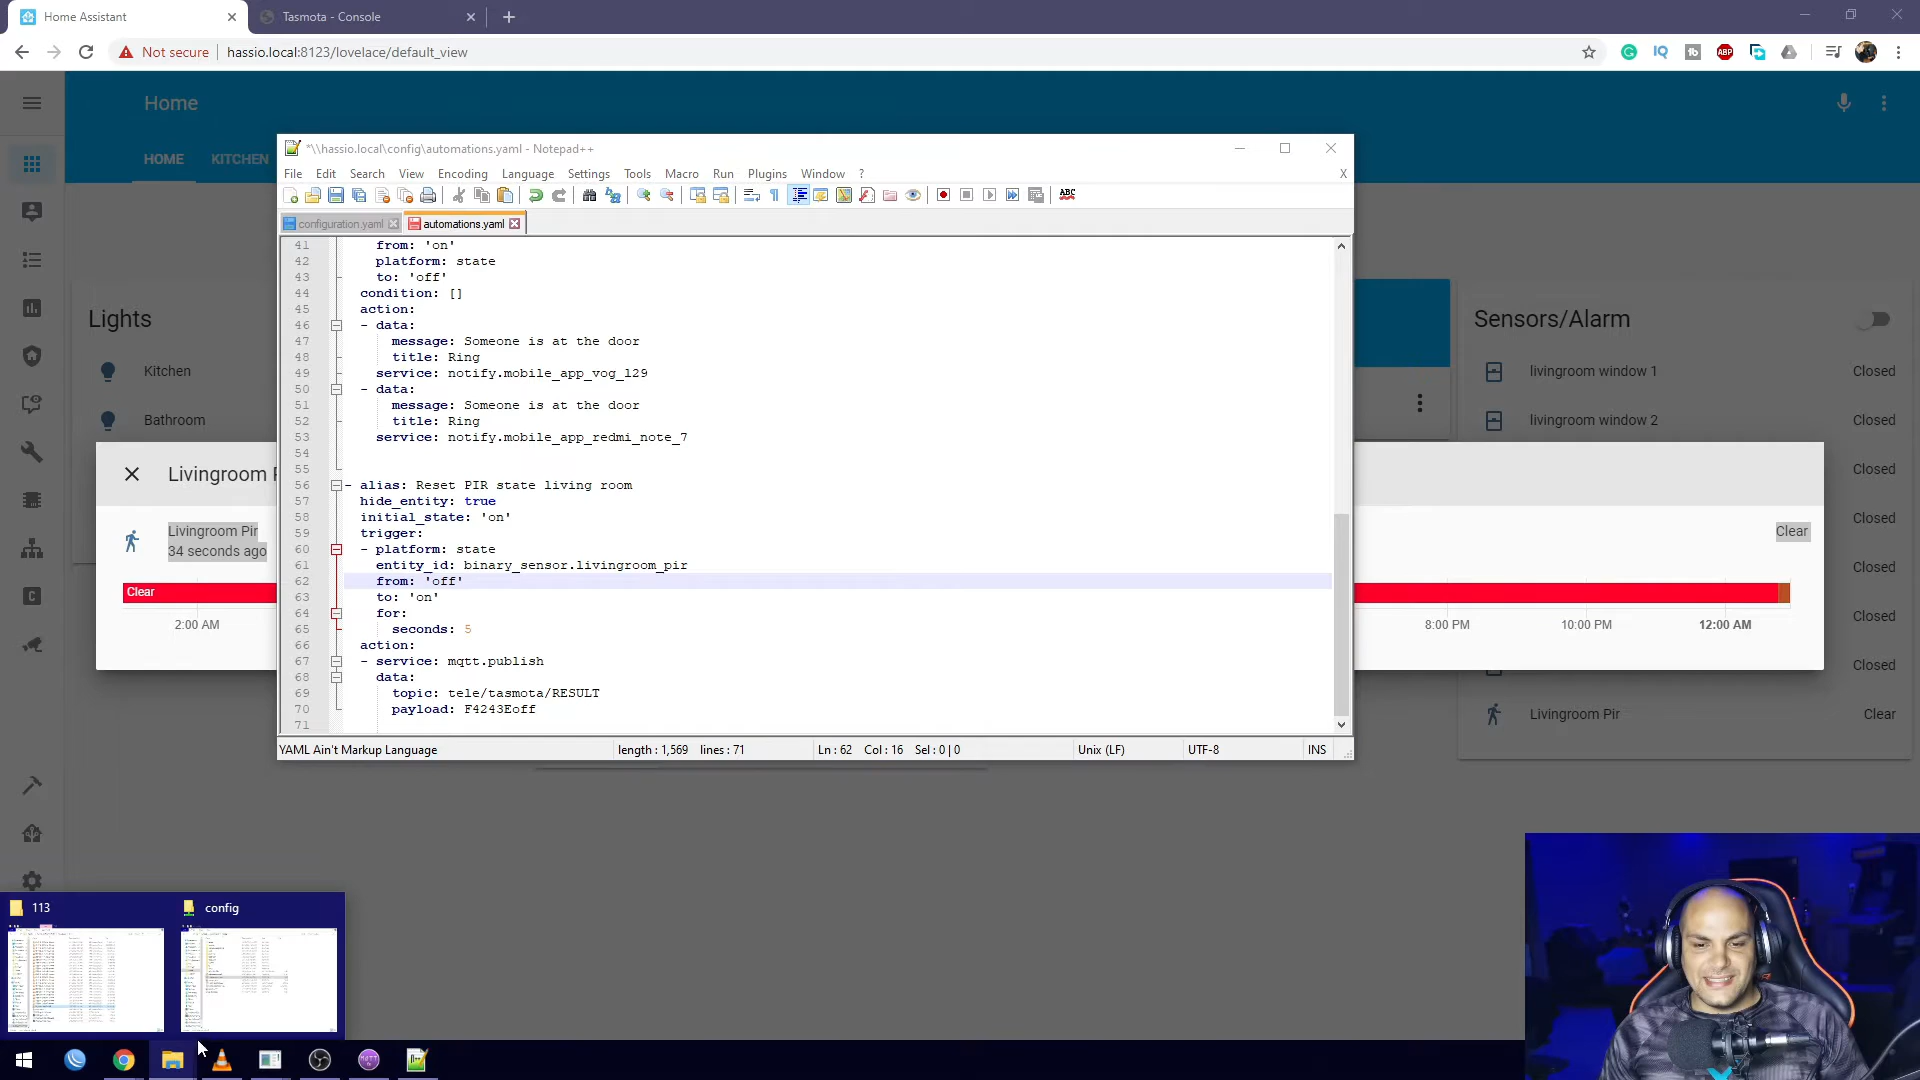 Home Assistant
Tasmota - Console
Not secure
hassio.local:8123/lovelace/default_view
Home
HOME
KITCHEN
*\\hassio.local\config\automations.yaml - Notepad++
File Edit Search View Encoding Language Settings Tools Macro Run Plugins Window ?
X
configuration.yaml
automations.yaml
41 from: 'on'
42 platform: state
43 to: 'off'
44 condition: []
45 action:
46 - data:
47 message: Someone is at the door
48 title: Ring
49 service: notify.mobile_app_vog_l29
50 - data:
51 message: Someone is at the door
52 title: Ring
53 service: notify.mobile_app_redmi_note_7
54
55
56 - alias: Reset PIR state living room
57 hide_entity: true
58 initial_state: 'on'
59 trigger:
60 - platform: state
61 entity_id: binary_sensor.livingroom_pir
62 from: 'off'
63 to: 'on'
64 for:
65 seconds: 5
66 action:
67 - service: mqtt.publish
68 data:
69 topic: tele/tasmota/RESULT
70 payload: F4243Eoff
71
YAML Ain't Markup Language
length : 1,569 lines : 71
Ln : 62 Col : 16 Sel : 0 | 0
Unix (LF)
UTF-8
INS
Lights
Kitchen
Bathroom
Livingroom
Livingroom Pir
34 seconds ago
Clear
2:00 AM
Clear
8:00 PM
10:00 PM
12:00 AM
Sensors/Alarm
livingroom window 1 Closed
livingroom window 2 Closed
Closed
Closed
Closed
Closed
Closed
Livingroom Pir Clear
113
config